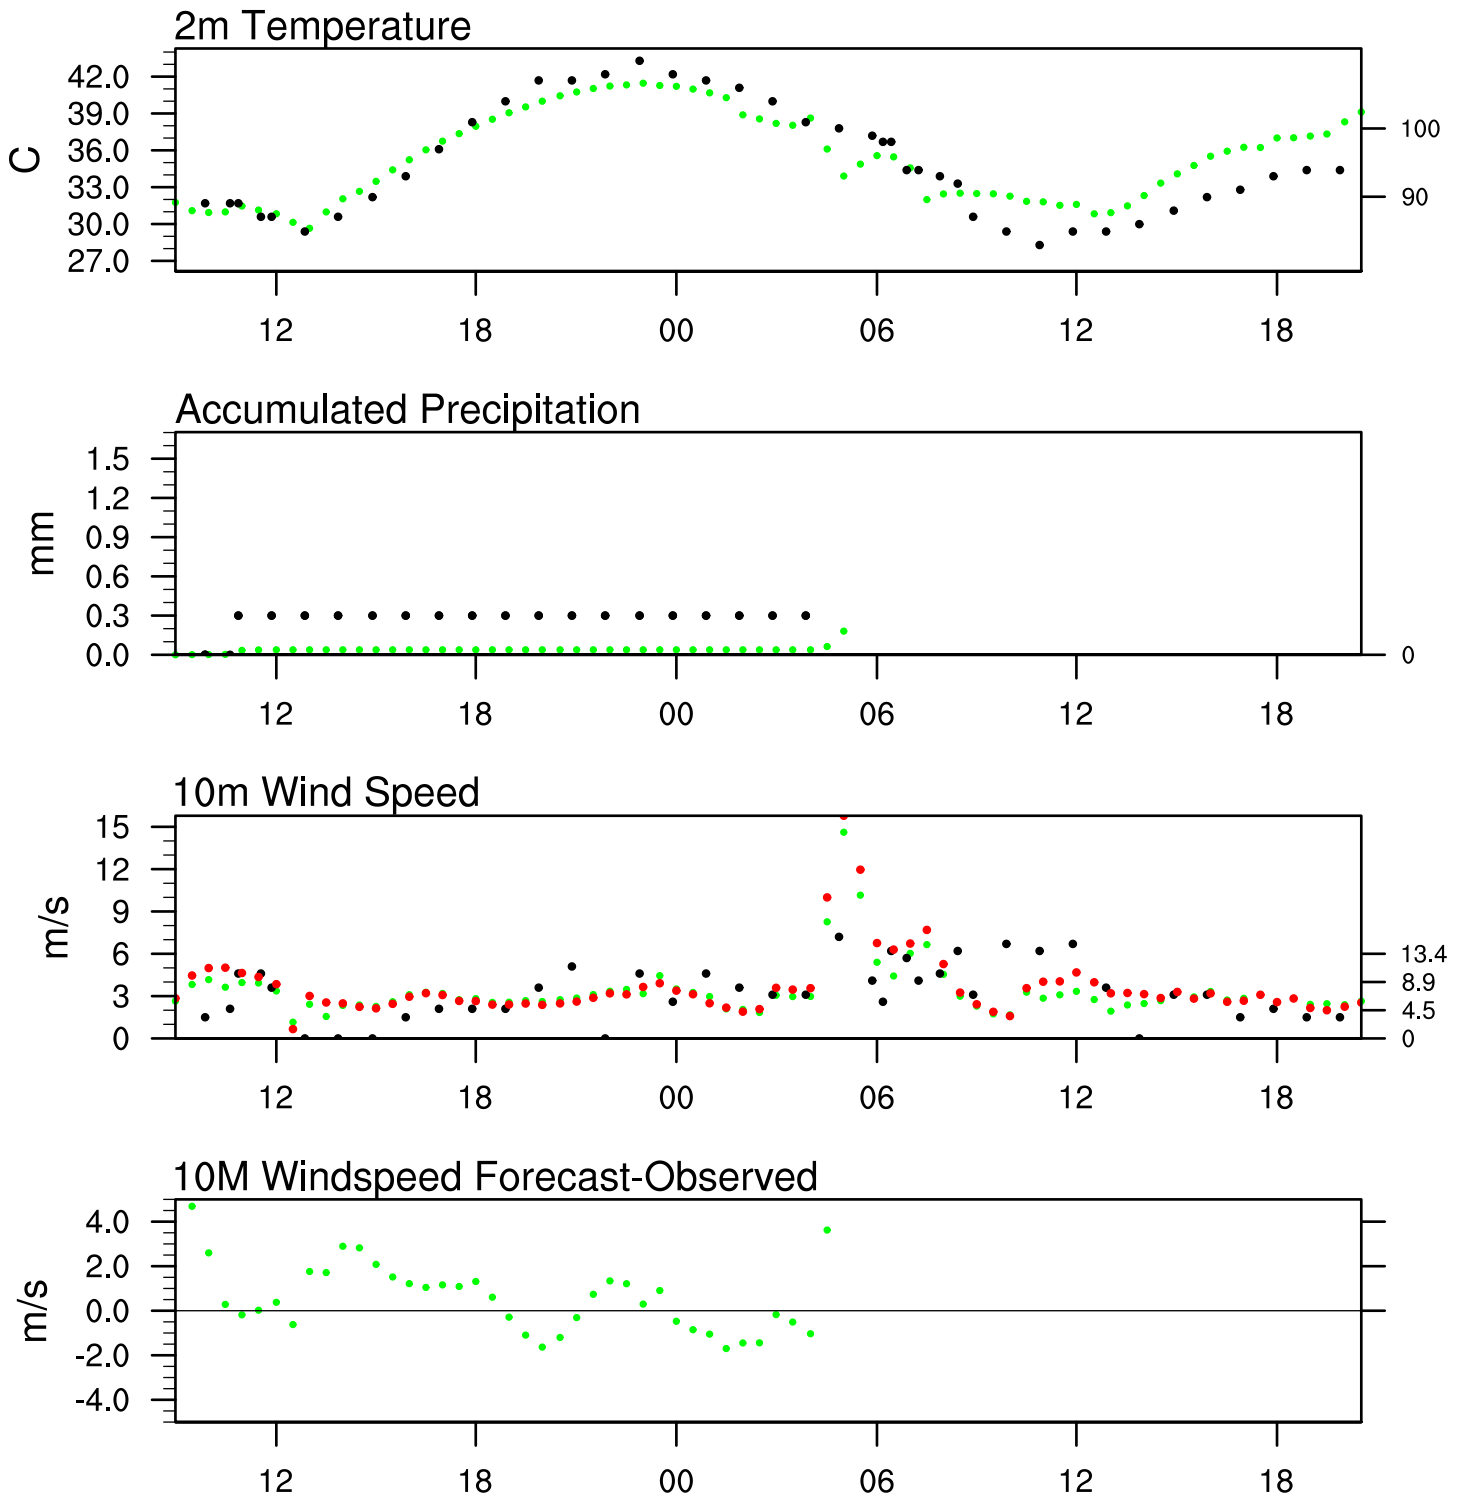 2m Temperature
42.0
39.0
36.0
33.0
30.0
27.0
C
100
90
12 18 00 06 12 18
Accumulated Precipitation
1.5
1.2
0.9
0.6
0.3
0.0
mm
0
12 18 00 06 12 18
10m Wind Speed
15
12
9
6
3
0
m/s
13.4
8.9
4.5
0
12 18 00 06 12 18
10M Windspeed Forecast-Observed
4.0
2.0
0.0
-2.0
-4.0
m/s
12 18 00 06 12 18